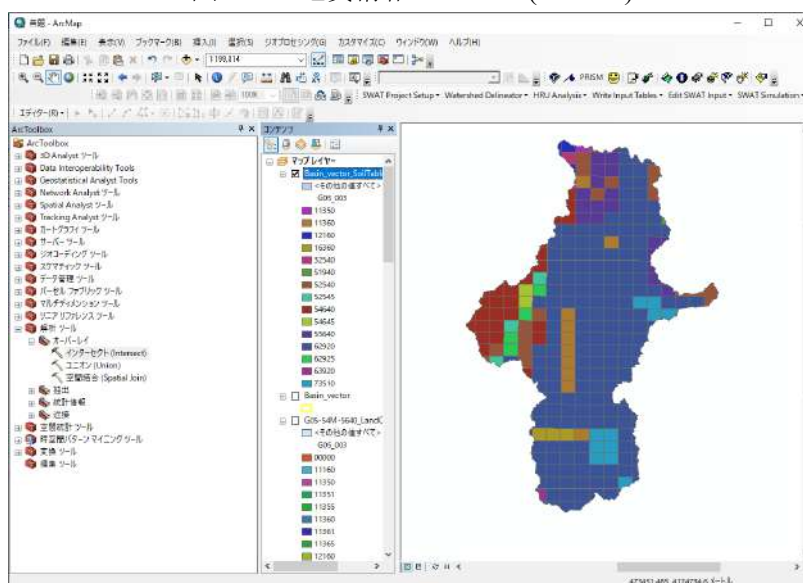 無題 - ArcMap
ファイル(F) 編集(E) 表示(V) ブックマーク(B) 挿入(I) 選択(S) ジオプロセシング(G) カスタマイズ(C) ウィンドウ(W) ヘルプ(H)
PRISM
100%
SWAT Project Setup Watershed Delineator HRU Analysis Write Input Tables Edit SWAT Input SWAT Simulation
エディター(R)
ArcToolbox
ArcToolbox
3D Analyst ツール
Data Interoperability Tools
Geostatistical Analyst Tools
Network Analyst ツール
Spatial Analyst ツール
Tracking Analyst ツール
カートグラフィ ツール
サーバー ツール
ジオコーディング ツール
スケマティック ツール
データ管理 ツール
パーセル ファブリック ツール
マルチディメンション ツール
リニア リファレンス ツール
解析 ツール
オーバーレイ
インターセクト (Intersect)
ユニオン (Union)
空間結合 (Spatial Join)
抽出
統計情報
近接
空間統計 ツール
時空間パターン マイニング ツール
変換 ツール
編集 ツール
コンテンツ
マップ レイヤー
Basin_vector_SoilTabl
<その他の値すべて>
G05_003
11350
11360
12160
16360
32540
51940
52540
52545
54640
54645
55640
62920
62925
63920
73510
Basin_vector
G05-54M-5640_LandC
<その他の値すべて>
G05_003
00000
11160
11350
11351
11355
11360
11361
11365
12160